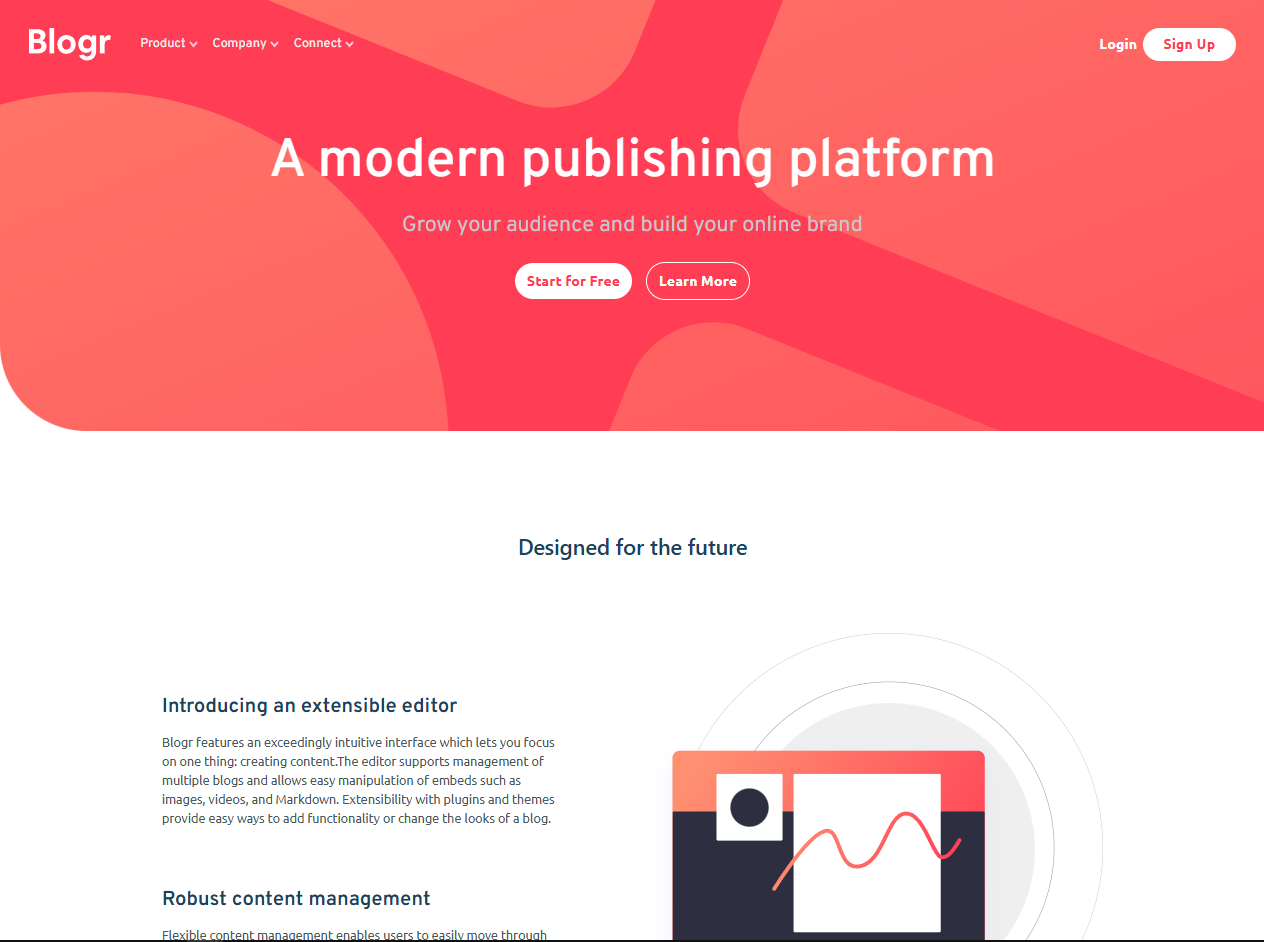 Blogr
Product
Company
Connect
Login
Sign Up
A modern publishing platform
Grow your audience and build your online brand
Start for Free
Learn More
Designed for the future
Introducing an extensible editor
Blogr features an exceedingly intuitive interface which lets you focus
on one thing: creating content.The editor supports management of
multiple blogs and allows easy manipulation of embeds such as
images, videos, and Markdown. Extensibility with plugins and themes
provide easy ways to add functionality or change the looks of a blog.
Robust content management
Flexible content management enables users to easily move through